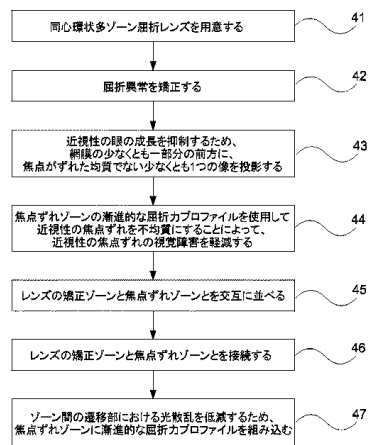 同心環状多ゾーン屈折レンズを用意する
41
屈折異常を矯正する
42
近視性の眼の成長を抑制するため、
網膜の少なくとも一部分の前方に、
焦点がずれた均質でない少なくとも1つの像を投影する
43
焦点ずれゾーンの漸進的な屈折力プロファイルを使用して
近視性の焦点ずれを不均質にすることによって、
近視性の焦点ずれの視覚障害を軽減する
44
レンズの矯正ゾーンと焦点ずれゾーンとを交互に並べる
45
レンズの矯正ゾーンと焦点ずれゾーンとを接続する
46
ゾーン間の遷移部における光散乱を低減するため、
焦点ずれゾーンに漸進的な屈折力プロファイルを組み込む
47